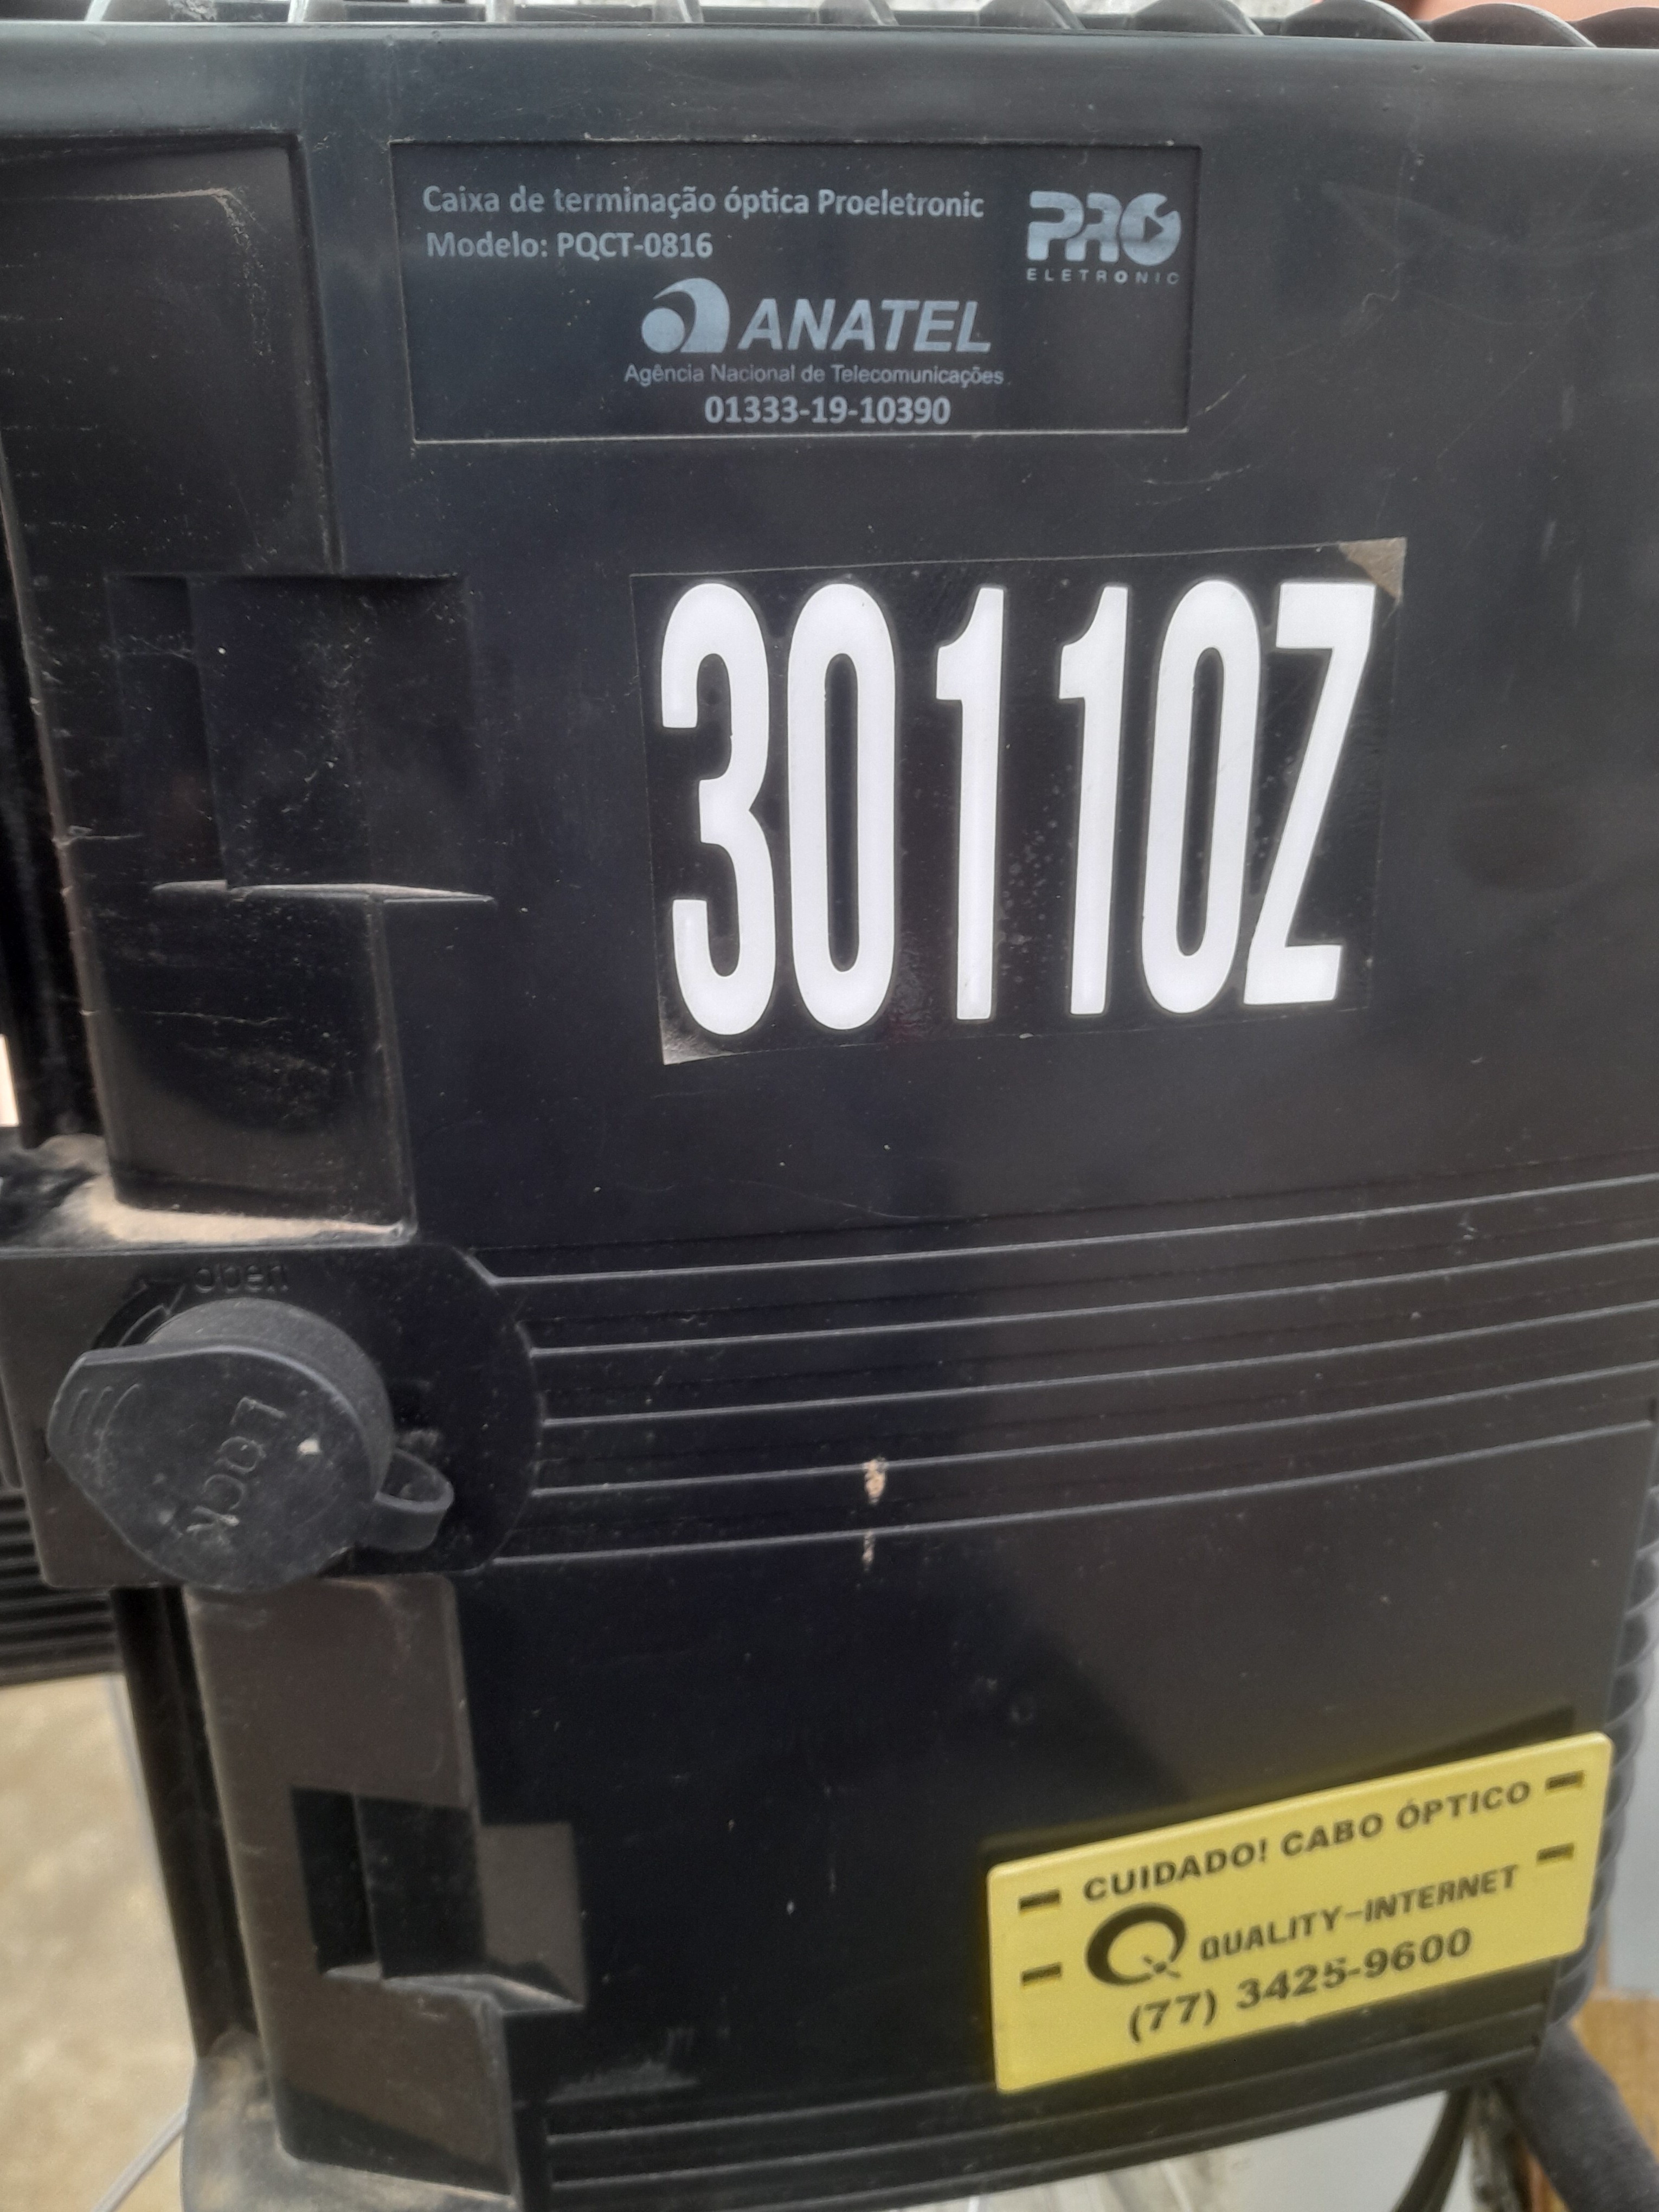 Caixa de terminação óptica Proeletronic
Modelo: PQCT-0816
PRO
ELETRONIC
ANATEL
Agência Nacional de Telecomunicações
01333-19-10390
30110Z
open
Lock
CUIDADO! CABO ÓPTICO
QUALITY-INTERNET
(77) 3425-9600